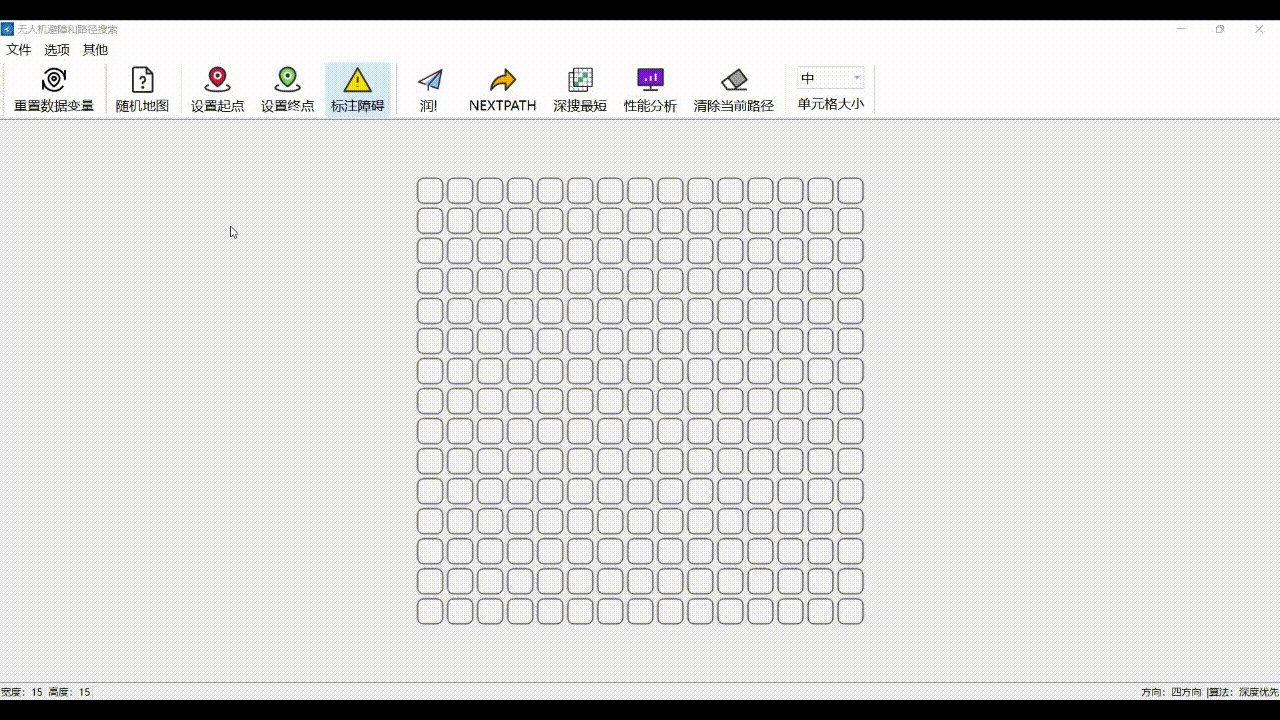 无人机避障和路径搜索
文件 选项 其他
重置数据变量 随机地图 设置起点 设置终点 标注障碍 润! NEXTPATH 深搜最短 性能分析 清除当前路径 中 单元格大小
宽度: 15 高度: 15 方向: 四方向 |算法: 深度优先